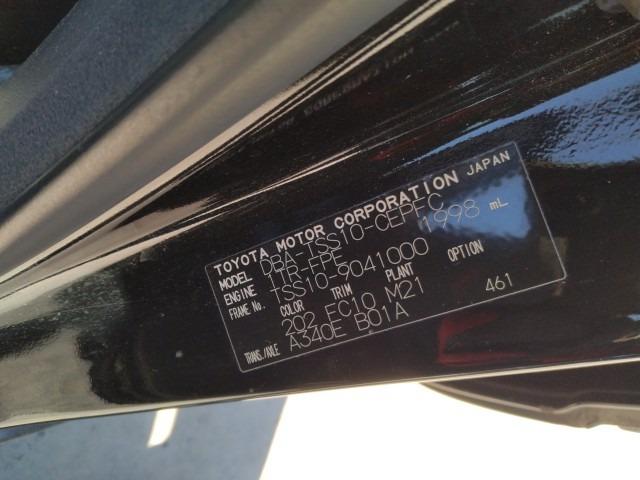 TOYOTA MOTOR CORPORATION JAPAN
MODEL DBA-TSS10-CEPFC
ENGINE 1TR-FPE 1998 mL
FRAME No. TSS10-9041000
COLOR TRIM PLANT OPTION
202 FC10 M21 461
TRANS./AXLE A340E B01A